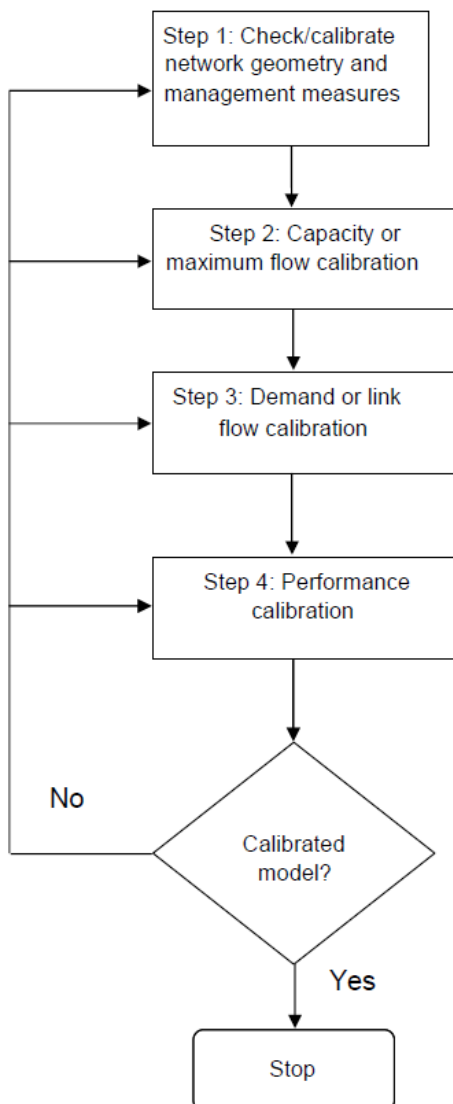 Step 1: Check/calibrate
network geometry and
management measures
Step 2: Capacity or
maximum flow calibration
Step 3: Demand or link
flow calibration
Step 4: Performance
calibration
No
Calibrated
model?
Yes
Stop